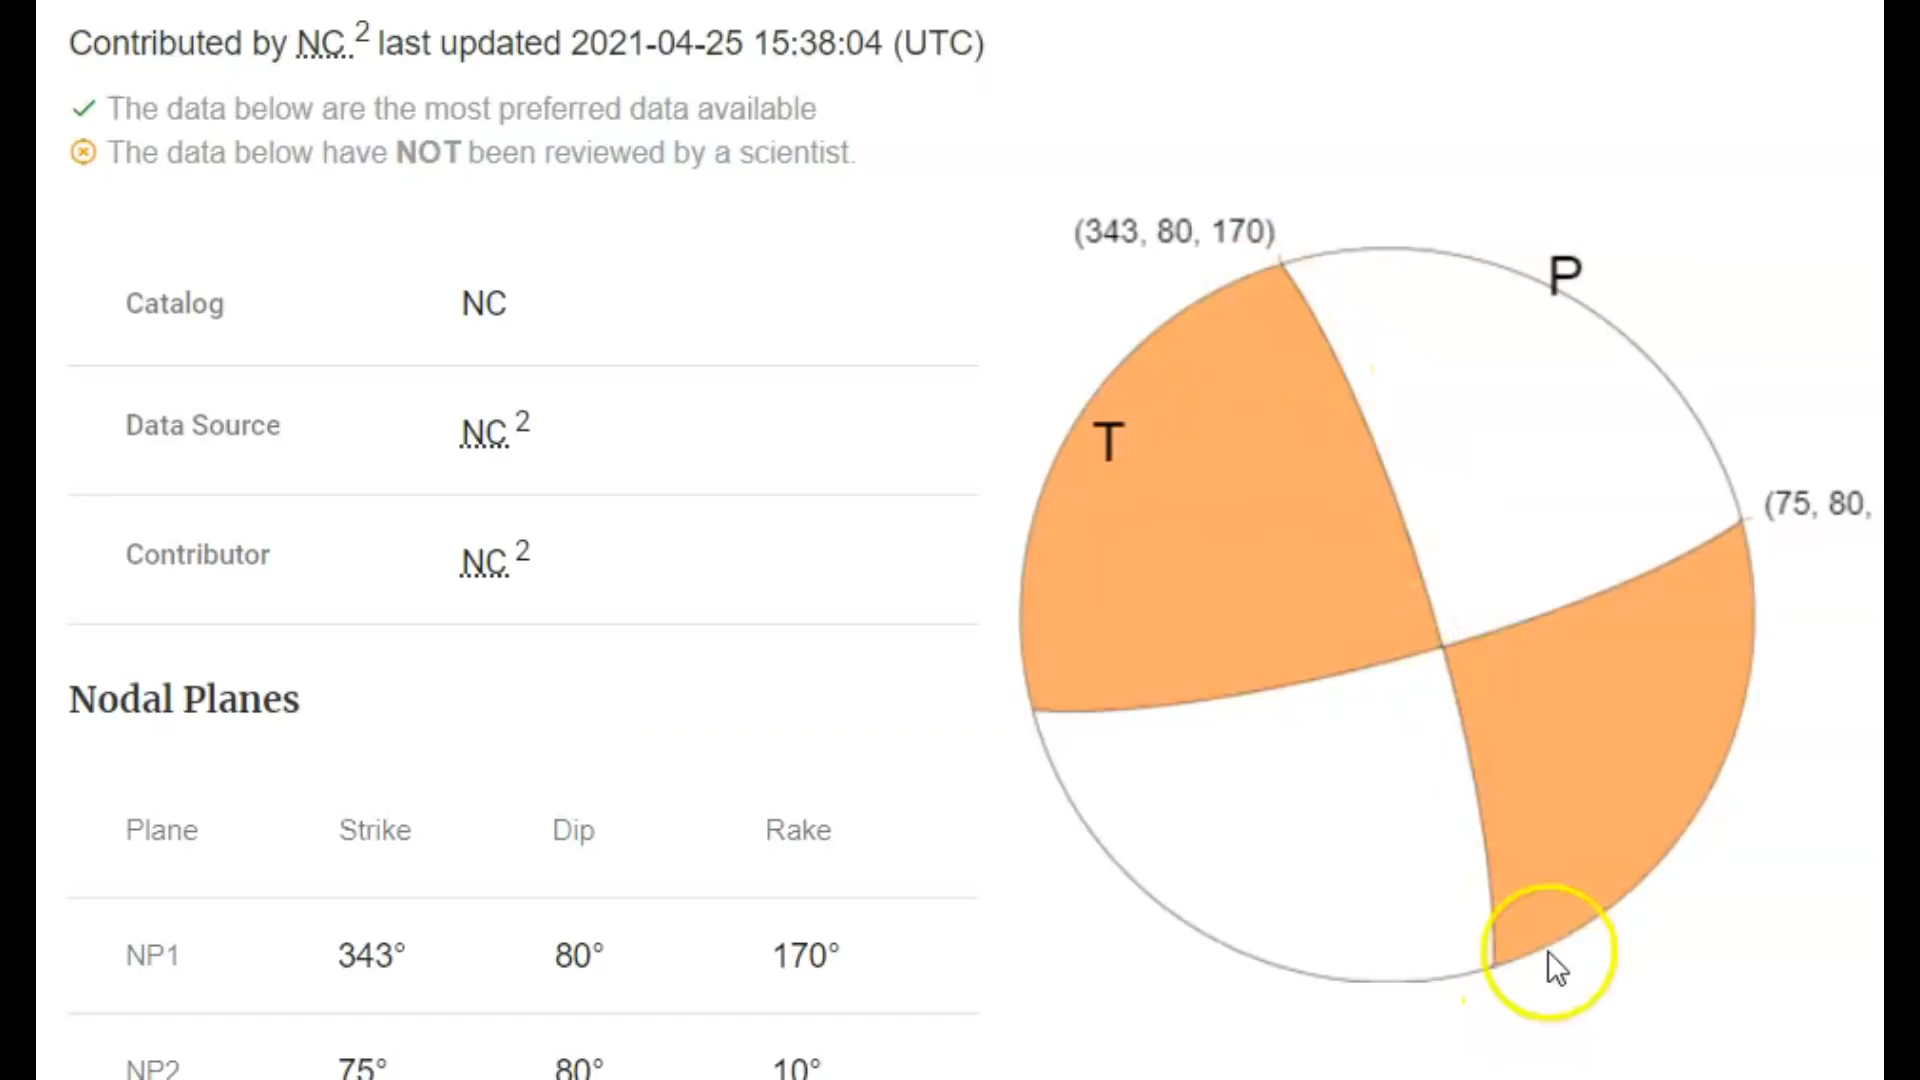 Contributed by NC 2 last updated 2021-04-25 15:38:04 (UTC)
The data below are the most preferred data available
The data below have NOT been reviewed by a scientist.
Catalog NC
Data Source NC 2
Contributor NC 2
Nodal Planes
Plane Strike Dip Rake
NP1 343° 80° 170°
NP2 75° 80° 10°
(343, 80, 170)
P
T
(75, 80,